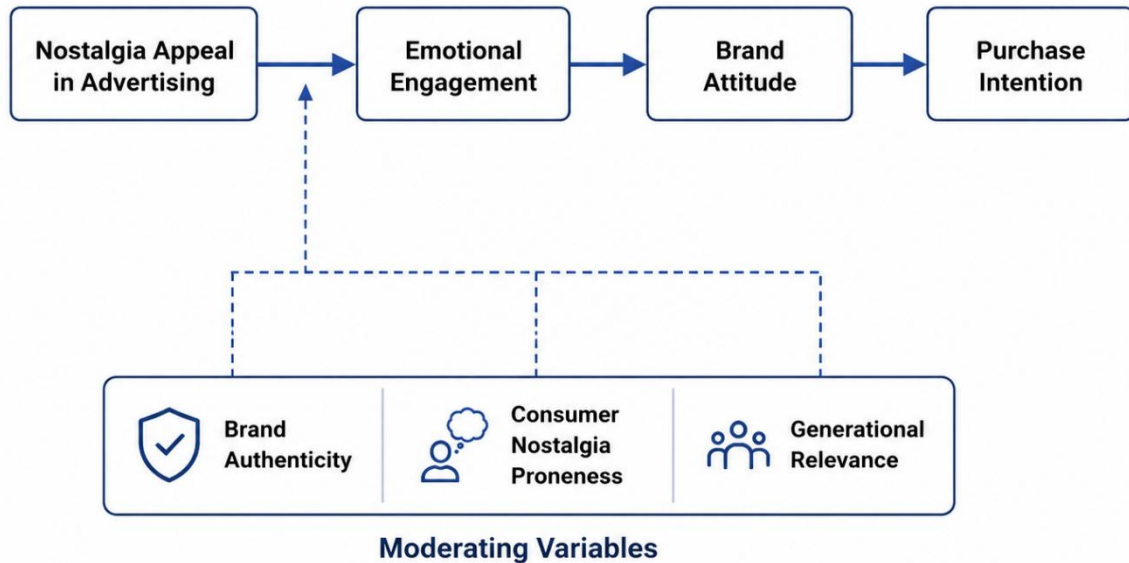 Nostalgia Appeal
in Advertising
Emotional
Engagement
Brand
Attitude
Purchase
Intention
Brand
Authenticity
Consumer
Nostalgia
Proneness
Generational
Relevance
Moderating Variables